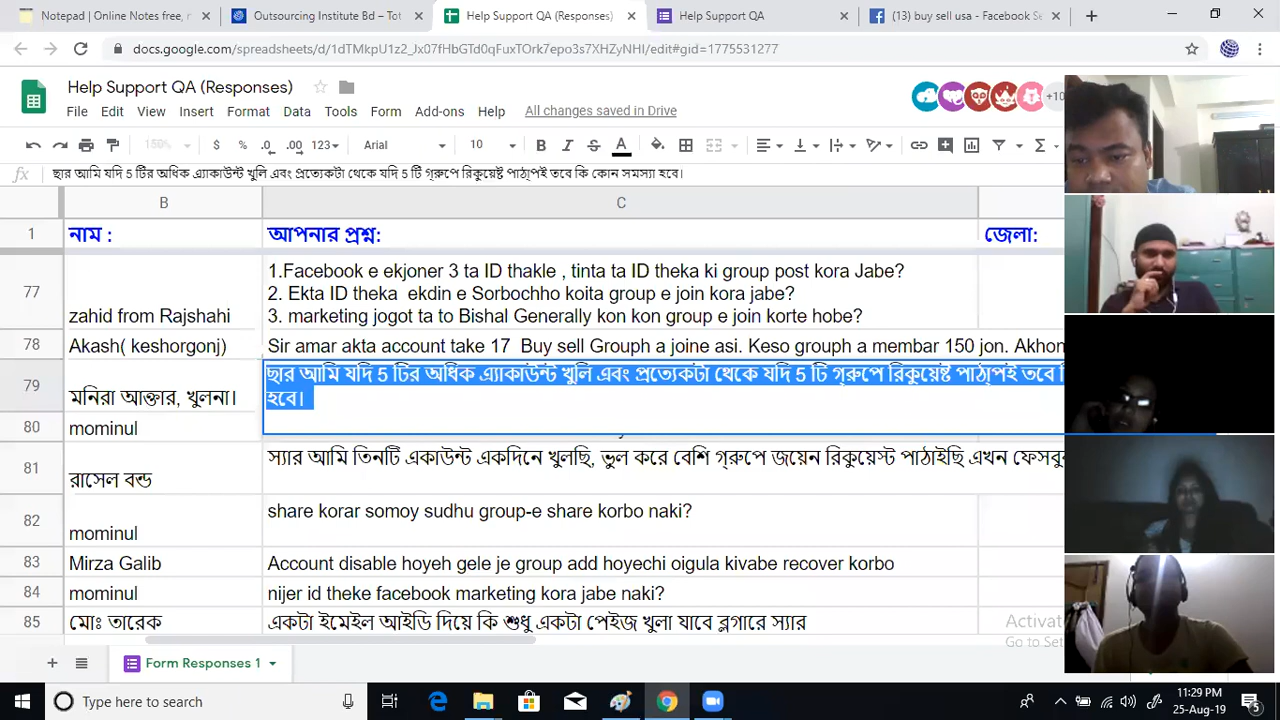 Notepad | Online Notes free, n
Outsourcing Institute Bd – Tot
Help Support QA (Responses)
Help Support QA
(13) buy sell usa - Facebook Se
docs.google.com/spreadsheets/d/1dTMkpU1z2_Jx07fHbGTd0qFuxTOrk7epo3s7XHZyNHI/edit#gid=1775531277
Help Support QA (Responses)
File Edit View Insert Format Data Tools Form Add-ons Help All changes saved in Drive
+10
150% $ % .0 .00 123 Arial 10 B I S A
fx ছার আমি যদি 5 টির অধিক এ্যাকাউন্ট খুলি এবং প্রত্যেকটা থেকে যদি 5 টি গ্রুপে রিকুয়েষ্ট পাঠা্পই তবে কি কোন সমস্যা হবে।
B C
1 নাম : আপনার প্রশ্ন: জেলা:
1.Facebook e ekjoner 3 ta ID thakle , tinta ta ID theka ki group post kora Jabe?
2. Ekta ID theka ekdin e Sorbochho koita group e join kora jabe?
77 zahid from Rajshahi 3. marketing jogot ta to Bishal Generally kon kon group e join korte hobe?
78 Akash( keshorgonj) Sir amar akta account take 17 Buy sell Grouph a joine asi. Keso grouph a membar 150 jon. Akhon
ছার আমি যদি 5 টির অধিক এ্যাকাউন্ট খুলি এবং প্রত্যেকটা থেকে যদি 5 টি গ্রুপে রিকুয়েষ্ট পাঠা্পই তবে
79 মনিরা আক্তার, খুলনা। হবে।
80 mominul
81 রাসেল বন্ড স্যার আমি তিনটি একাউন্ট একদিনে খুলছি, ভুল করে বেশি গ্রুপে জয়েন রিকুয়েস্ট পাঠাইছি এখন ফেসবু
82 mominul share korar somoy sudhu group-e share korbo naki?
83 Mirza Galib Account disable hoyeh gele je group add hoyechi oigula kivabe recover korbo
84 mominul nijer id theke facebook marketing kora jabe naki?
85 মোঃ তারেক একটা ইমেইল আইডি দিয়ে কি শুধু একটা পেইজ খুলা যাবে ব্লগারে স্যার
Activat
Go to Set
Form Responses 1
Type here to search
11:29 PM
25-Aug-19
5